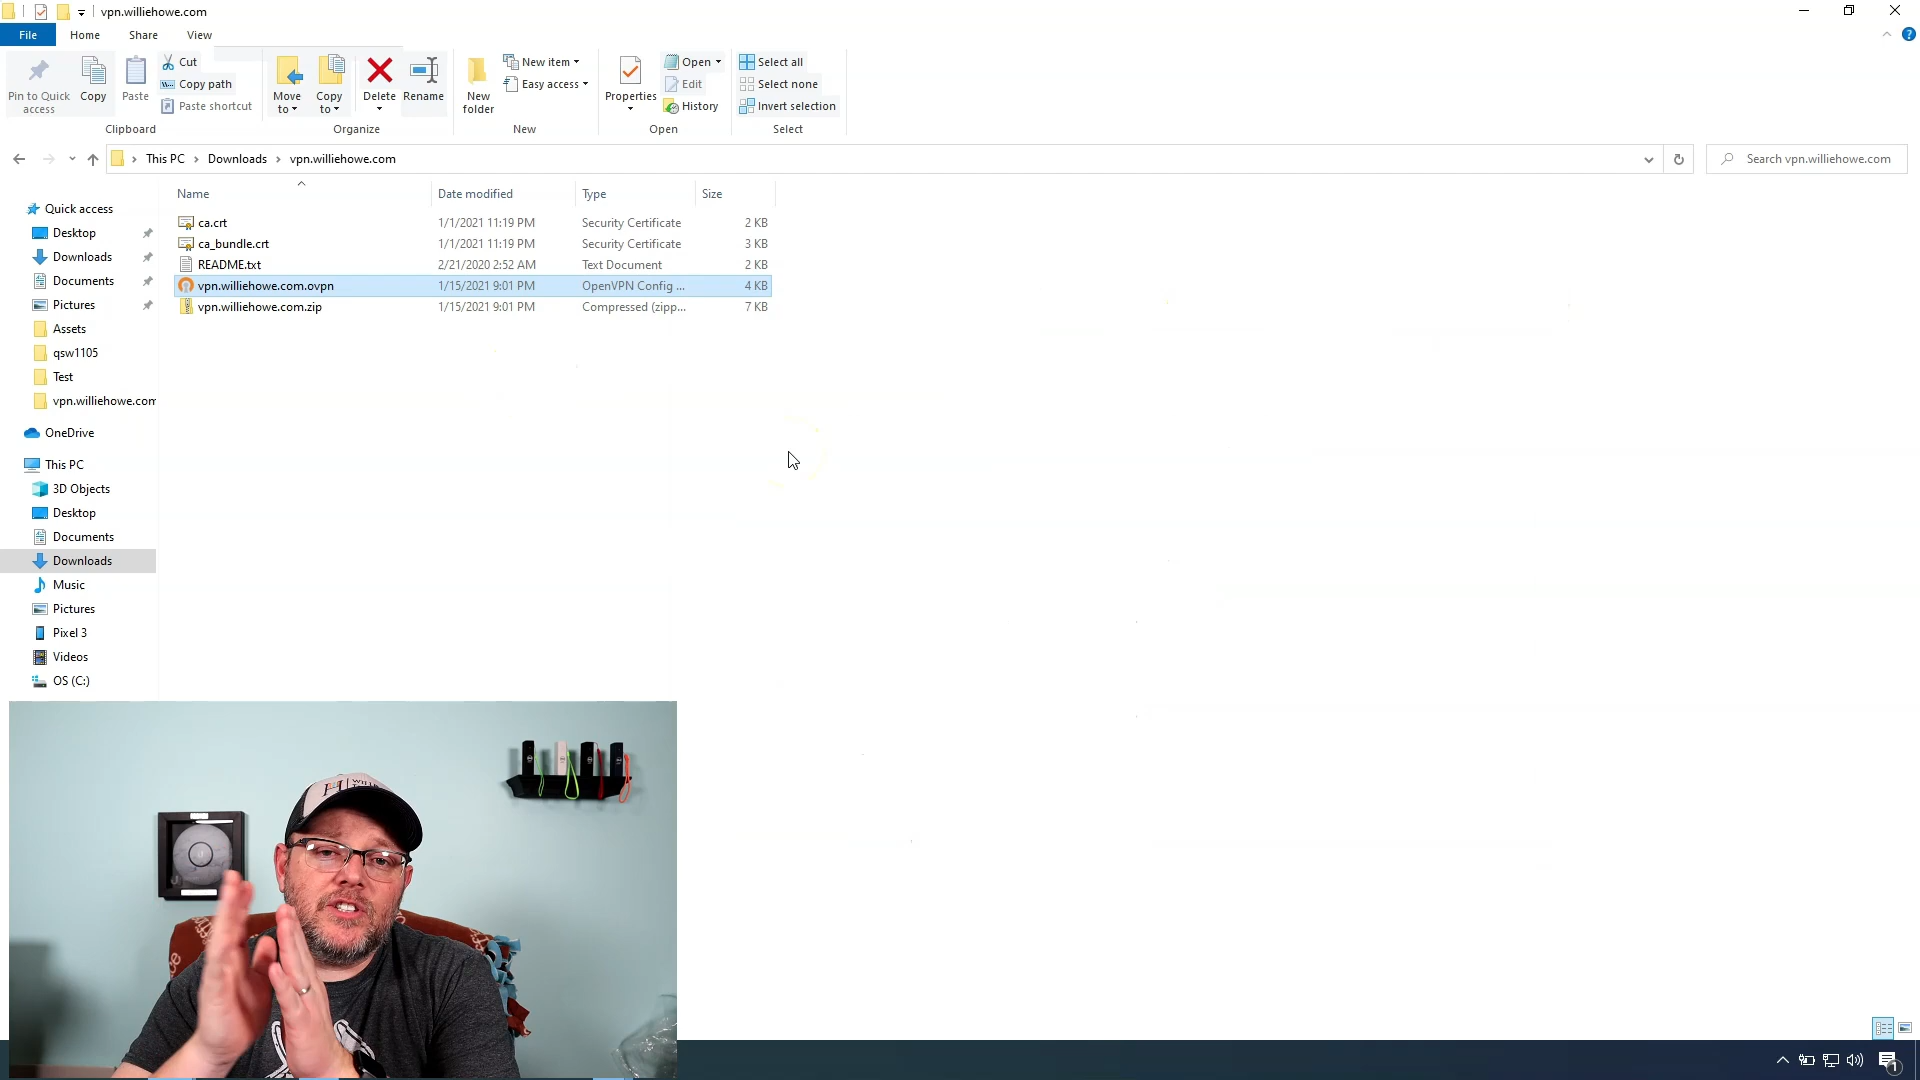 vpn.williehowe.com
File Home Share View
Pin to Quick access
Copy
Paste
Cut
Copy path
Paste shortcut
Clipboard
Move to
Copy to
Delete
Rename
Organize
New folder
New item
Easy access
New
Properties
Open
Edit
History
Open
Select all
Select none
Invert selection
Select
This PC > Downloads > vpn.williehowe.com
Search vpn.williehowe.com
Name Date modified Type Size
ca.crt 1/1/2021 11:19 PM Security Certificate 2 KB
ca_bundle.crt 1/1/2021 11:19 PM Security Certificate 3 KB
README.txt 2/21/2020 2:52 AM Text Document 2 KB
vpn.williehowe.com.ovpn 1/15/2021 9:01 PM OpenVPN Config ... 4 KB
vpn.williehowe.com.zip 1/15/2021 9:01 PM Compressed (zipp... 7 KB
Quick access
Desktop
Downloads
Documents
Pictures
Assets
qsw1105
Test
vpn.williehowe.com
OneDrive
This PC
3D Objects
Desktop
Documents
Downloads
Music
Pictures
Pixel 3
Videos
OS (C:)
1